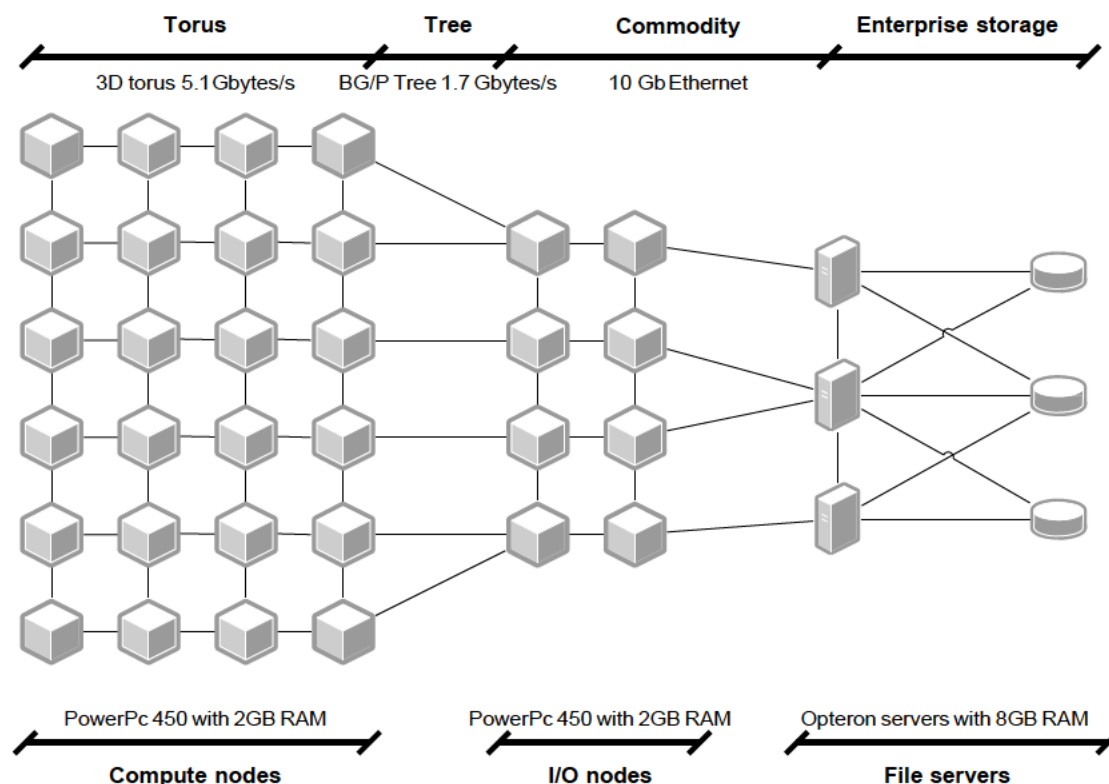 Torus
Tree
Commodity
Enterprise storage
3D torus 5.1 Gbytes/s
BG/P Tree 1.7 Gbytes/s
10 Gb Ethernet
PowerPc 450 with 2GB RAM
PowerPc 450 with 2GB RAM
Opteron servers with 8GB RAM
Compute nodes
I/O nodes
File servers